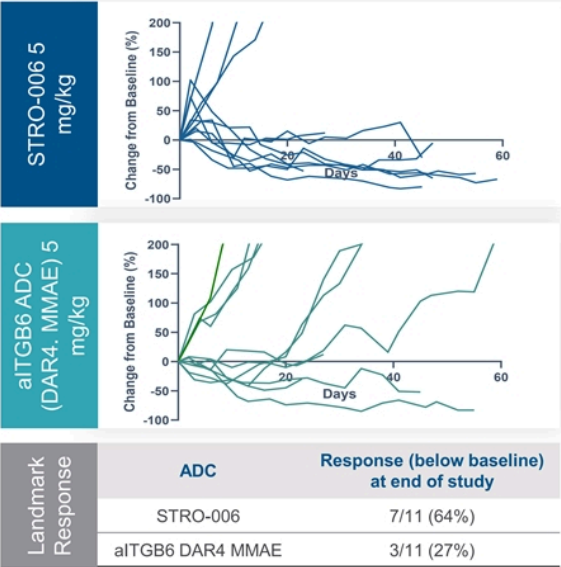 STRO-006 5
mg/kg
Change from Baseline (%)
200
150
100
50
0
-50
-100
20
40
60
Days
aITGB6 ADC
(DAR4. MMAE) 5
mg/kg
Change from Baseline (%)
200
150
100
50
0
-50
-100
20
40
60
Days
Landmark
Response
ADC
Response (below baseline)
at end of study
STRO-006
7/11 (64%)
aITGB6 DAR4 MMAE
3/11 (27%)